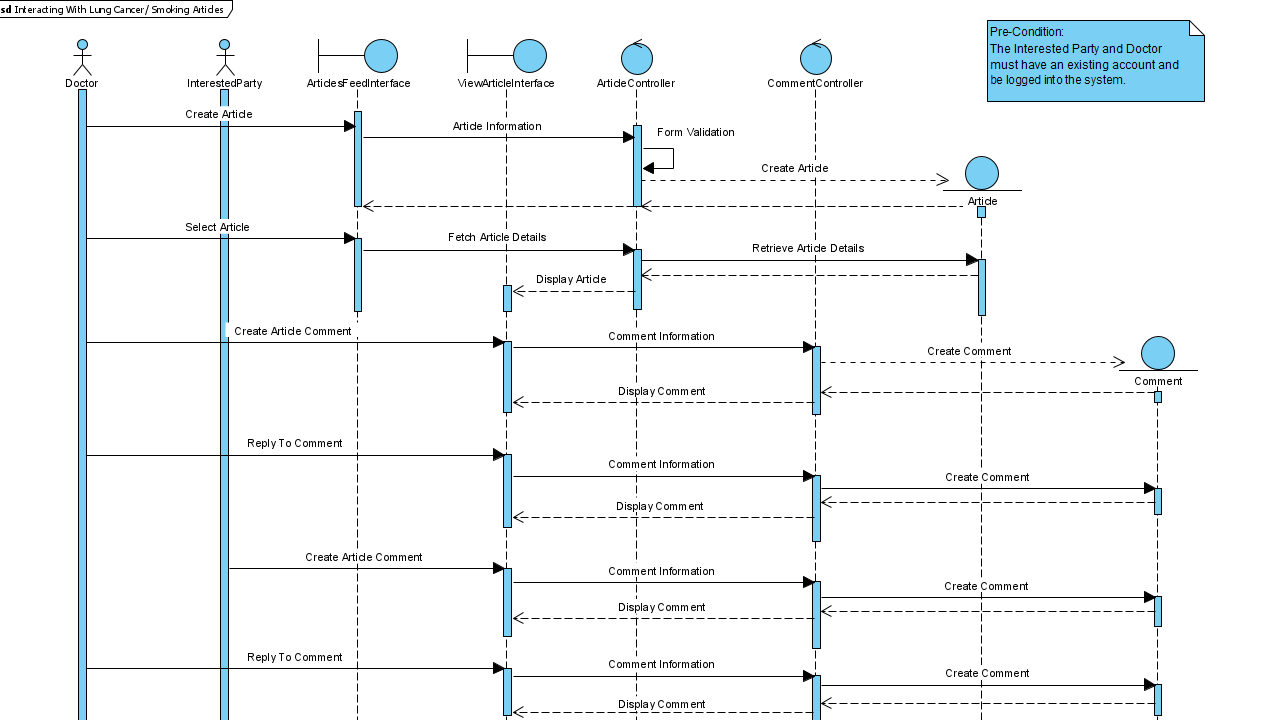 sd Interacting With Lung Cancer/ Smoking Articles
Pre-Condition:
The Interested Party and Doctor
must have an existing account and
be logged into the system.
Doctor
InterestedParty
ArticlesFeedInterface
ViewArticleInterface
ArticleController
CommentController
Create Article
Article Information
Form Validation
Create Article
Article
Select Article
Fetch Article Details
Retrieve Article Details
Display Article
Create Article Comment
Comment Information
Create Comment
Comment
Display Comment
Reply To Comment
Comment Information
Create Comment
Display Comment
Create Article Comment
Comment Information
Create Comment
Display Comment
Reply To Comment
Comment Information
Create Comment
Display Comment